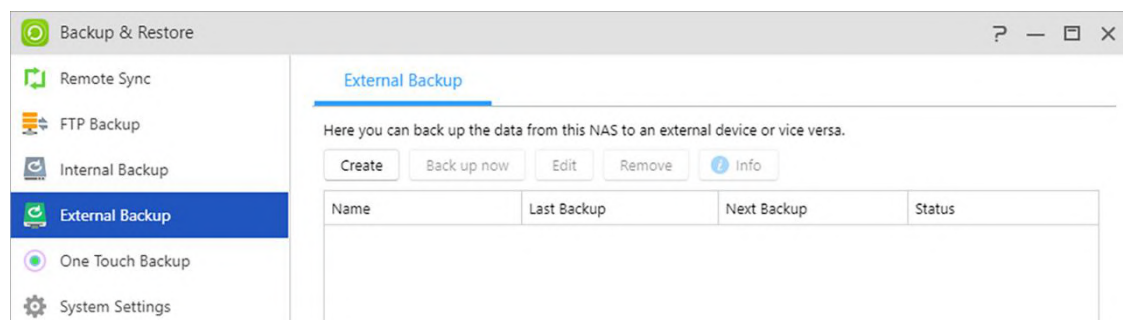 Backup & Restore
Remote Sync
FTP Backup
Internal Backup
External Backup
One Touch Backup
System Settings
External Backup
Here you can back up the data from this NAS to an external device or vice versa.
Create Back up now Edit Remove Info
Name Last Backup Next Backup Status